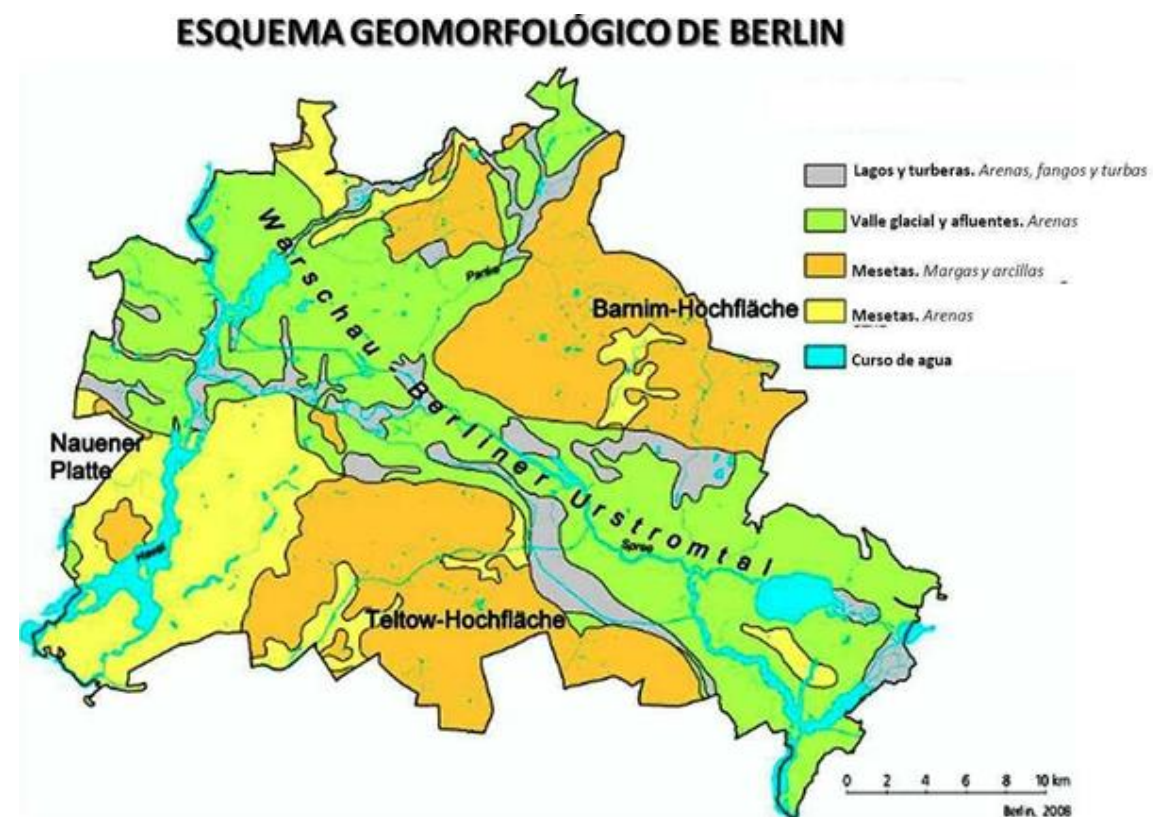 ESQUEMA GEOMORFOLÓGICO DE BERLIN
Lagos y turberas. Arenas, fangos y turbas
Valle glacial y afluentes. Arenas
Mesetas. Margas y arcillas
Mesetas. Arenas
Curso de agua
Warschau - Berliner Urstromtal
Panke
Barnim-Hochfläche
Nauener
Platte
Havel
Spree
Teltow-Hochfläche
0 2 4 6 8 10 km
Berlin, 2008